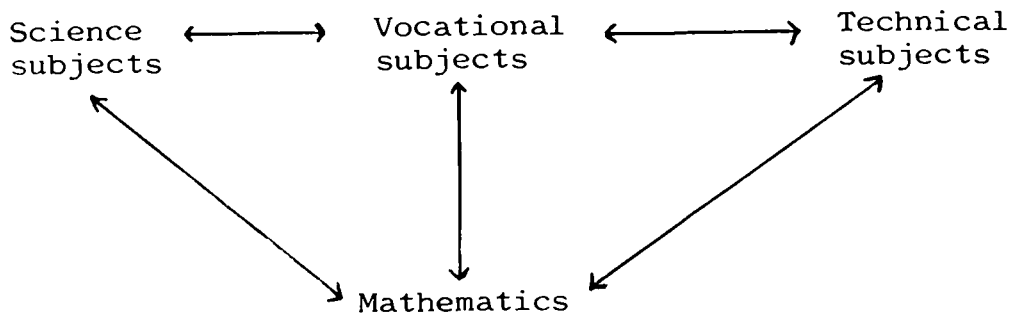 Science
subjects
Vocational
subjects
Technical
subjects
Mathematics